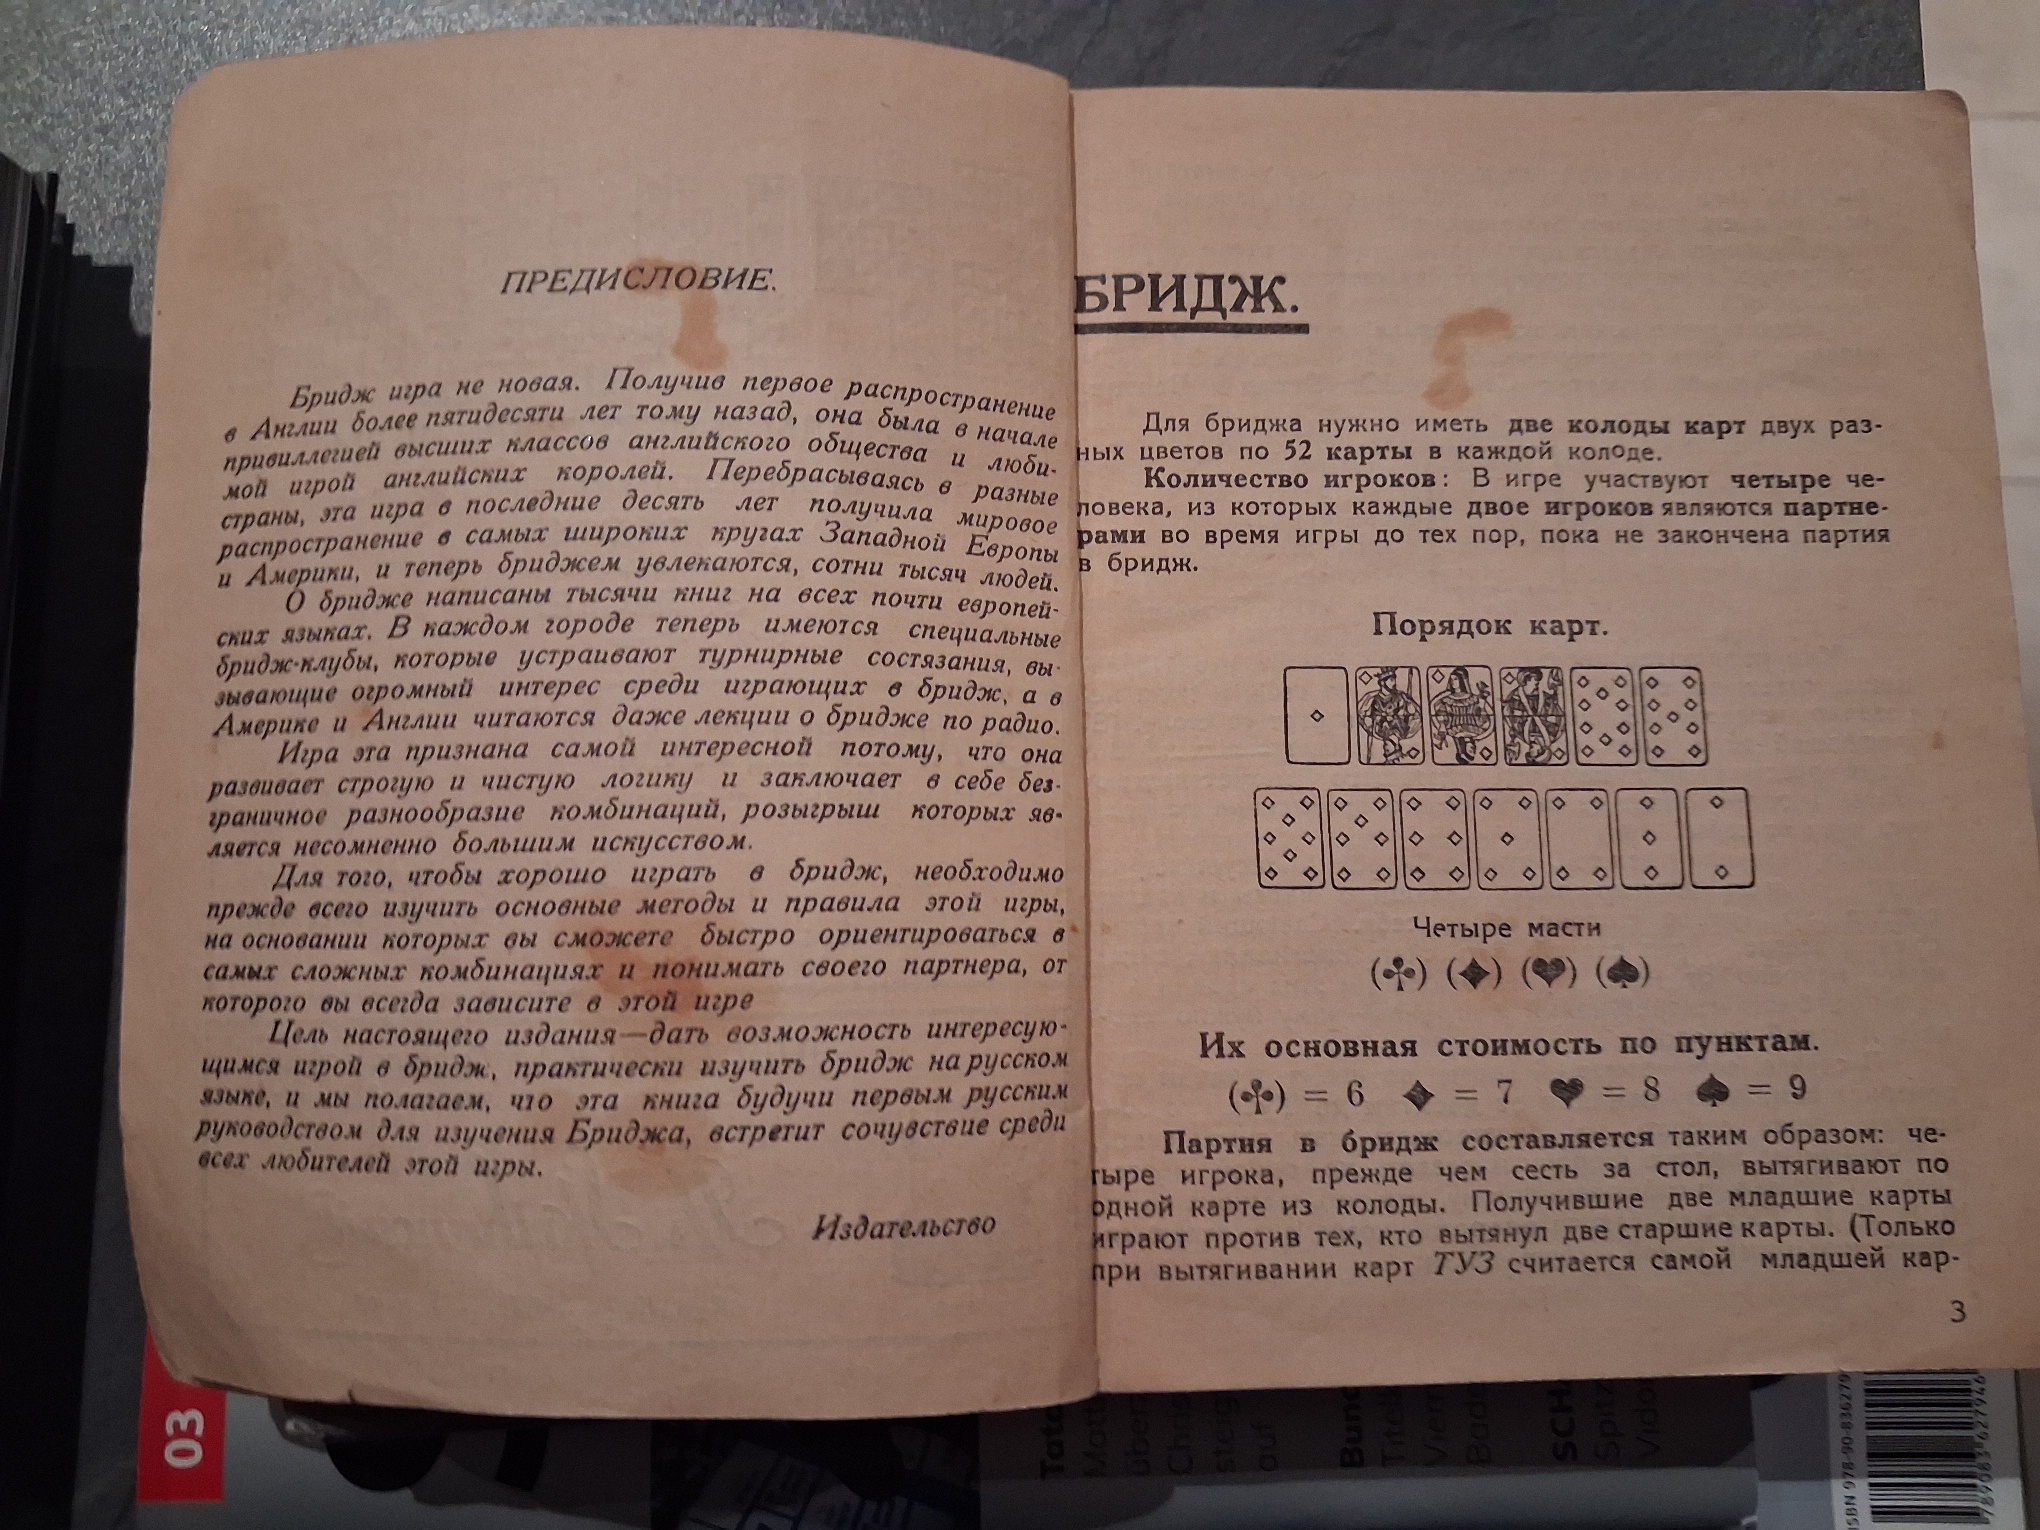 ПРЕДИСЛОВИЕ.
Бридж игра не новая. Получив первое распространение
в Англии более пятидесяти лет тому назад, она была в начале
привиллегией высших классов английского общества и люби-
мой игрой английских королей. Перебрасываясь в разные
страны, эта игра в последние десять лет получила мировое
распространение в самых широких кругах Западной Европы
и Америки, и теперь бриджем увлекаются, сотни тысяч людей.
О бридже написаны тысячи книг на всех почти европей-
ских языках. В каждом городе теперь имеются специальные
бридж-клубы, которые устраивают турнирные состязания, вы-
зывающие огромный интерес среди играющих в бридж, а в
Америке и Англии читаются даже лекции о бридже по радио.
Игра эта признана самой интересной потому, что она
развивает строгую и чистую логику и заключает в себе без-
граничное разнообразие комбинаций, розыгрыш которых яв-
ляется несомненно большим искусством.
Для того, чтобы хорошо играть в бридж, необходимо
прежде всего изучить основные методы и правила этой игры,
на основании которых вы сможете быстро ориентироваться в
самых сложных комбинациях и понимать своего партнера, от
которого вы всегда зависите в этой игре
Цель настоящего издания—дать возможность интересую-
щимся игрой в бридж, практически изучить бридж на русском
языке, и мы полагаем, что эта книга будучи первым русским
руководством для изучения Бриджа, встретит сочувствие среди
всех любителей этой игры.
Издательство
БРИДЖ.
Для бриджа нужно иметь две колоды карт двух раз-
ных цветов по 52 карты в каждой колоде.
Количество игроков: В игре участвуют четыре че-
ловека, из которых каждые двое игроков являются партне-
рами во время игры до тех пор, пока не закончена партия
в бридж.
Порядок карт.
Четыре масти
(♣) (♦) (♥) (♠)
Их основная стоимость по пунктам.
(♣) = 6 ♦ = 7 ♥ = 8 ♠ = 9
Партия в бридж составляется таким образом: че-
тыре игрока, прежде чем сесть за стол, вытягивают по
одной карте из колоды. Получившие две младшие карты
играют против тех, кто вытянул две старшие карты. (Только
при вытягивании карт ТУЗ считается самой младшей кар-
3
03